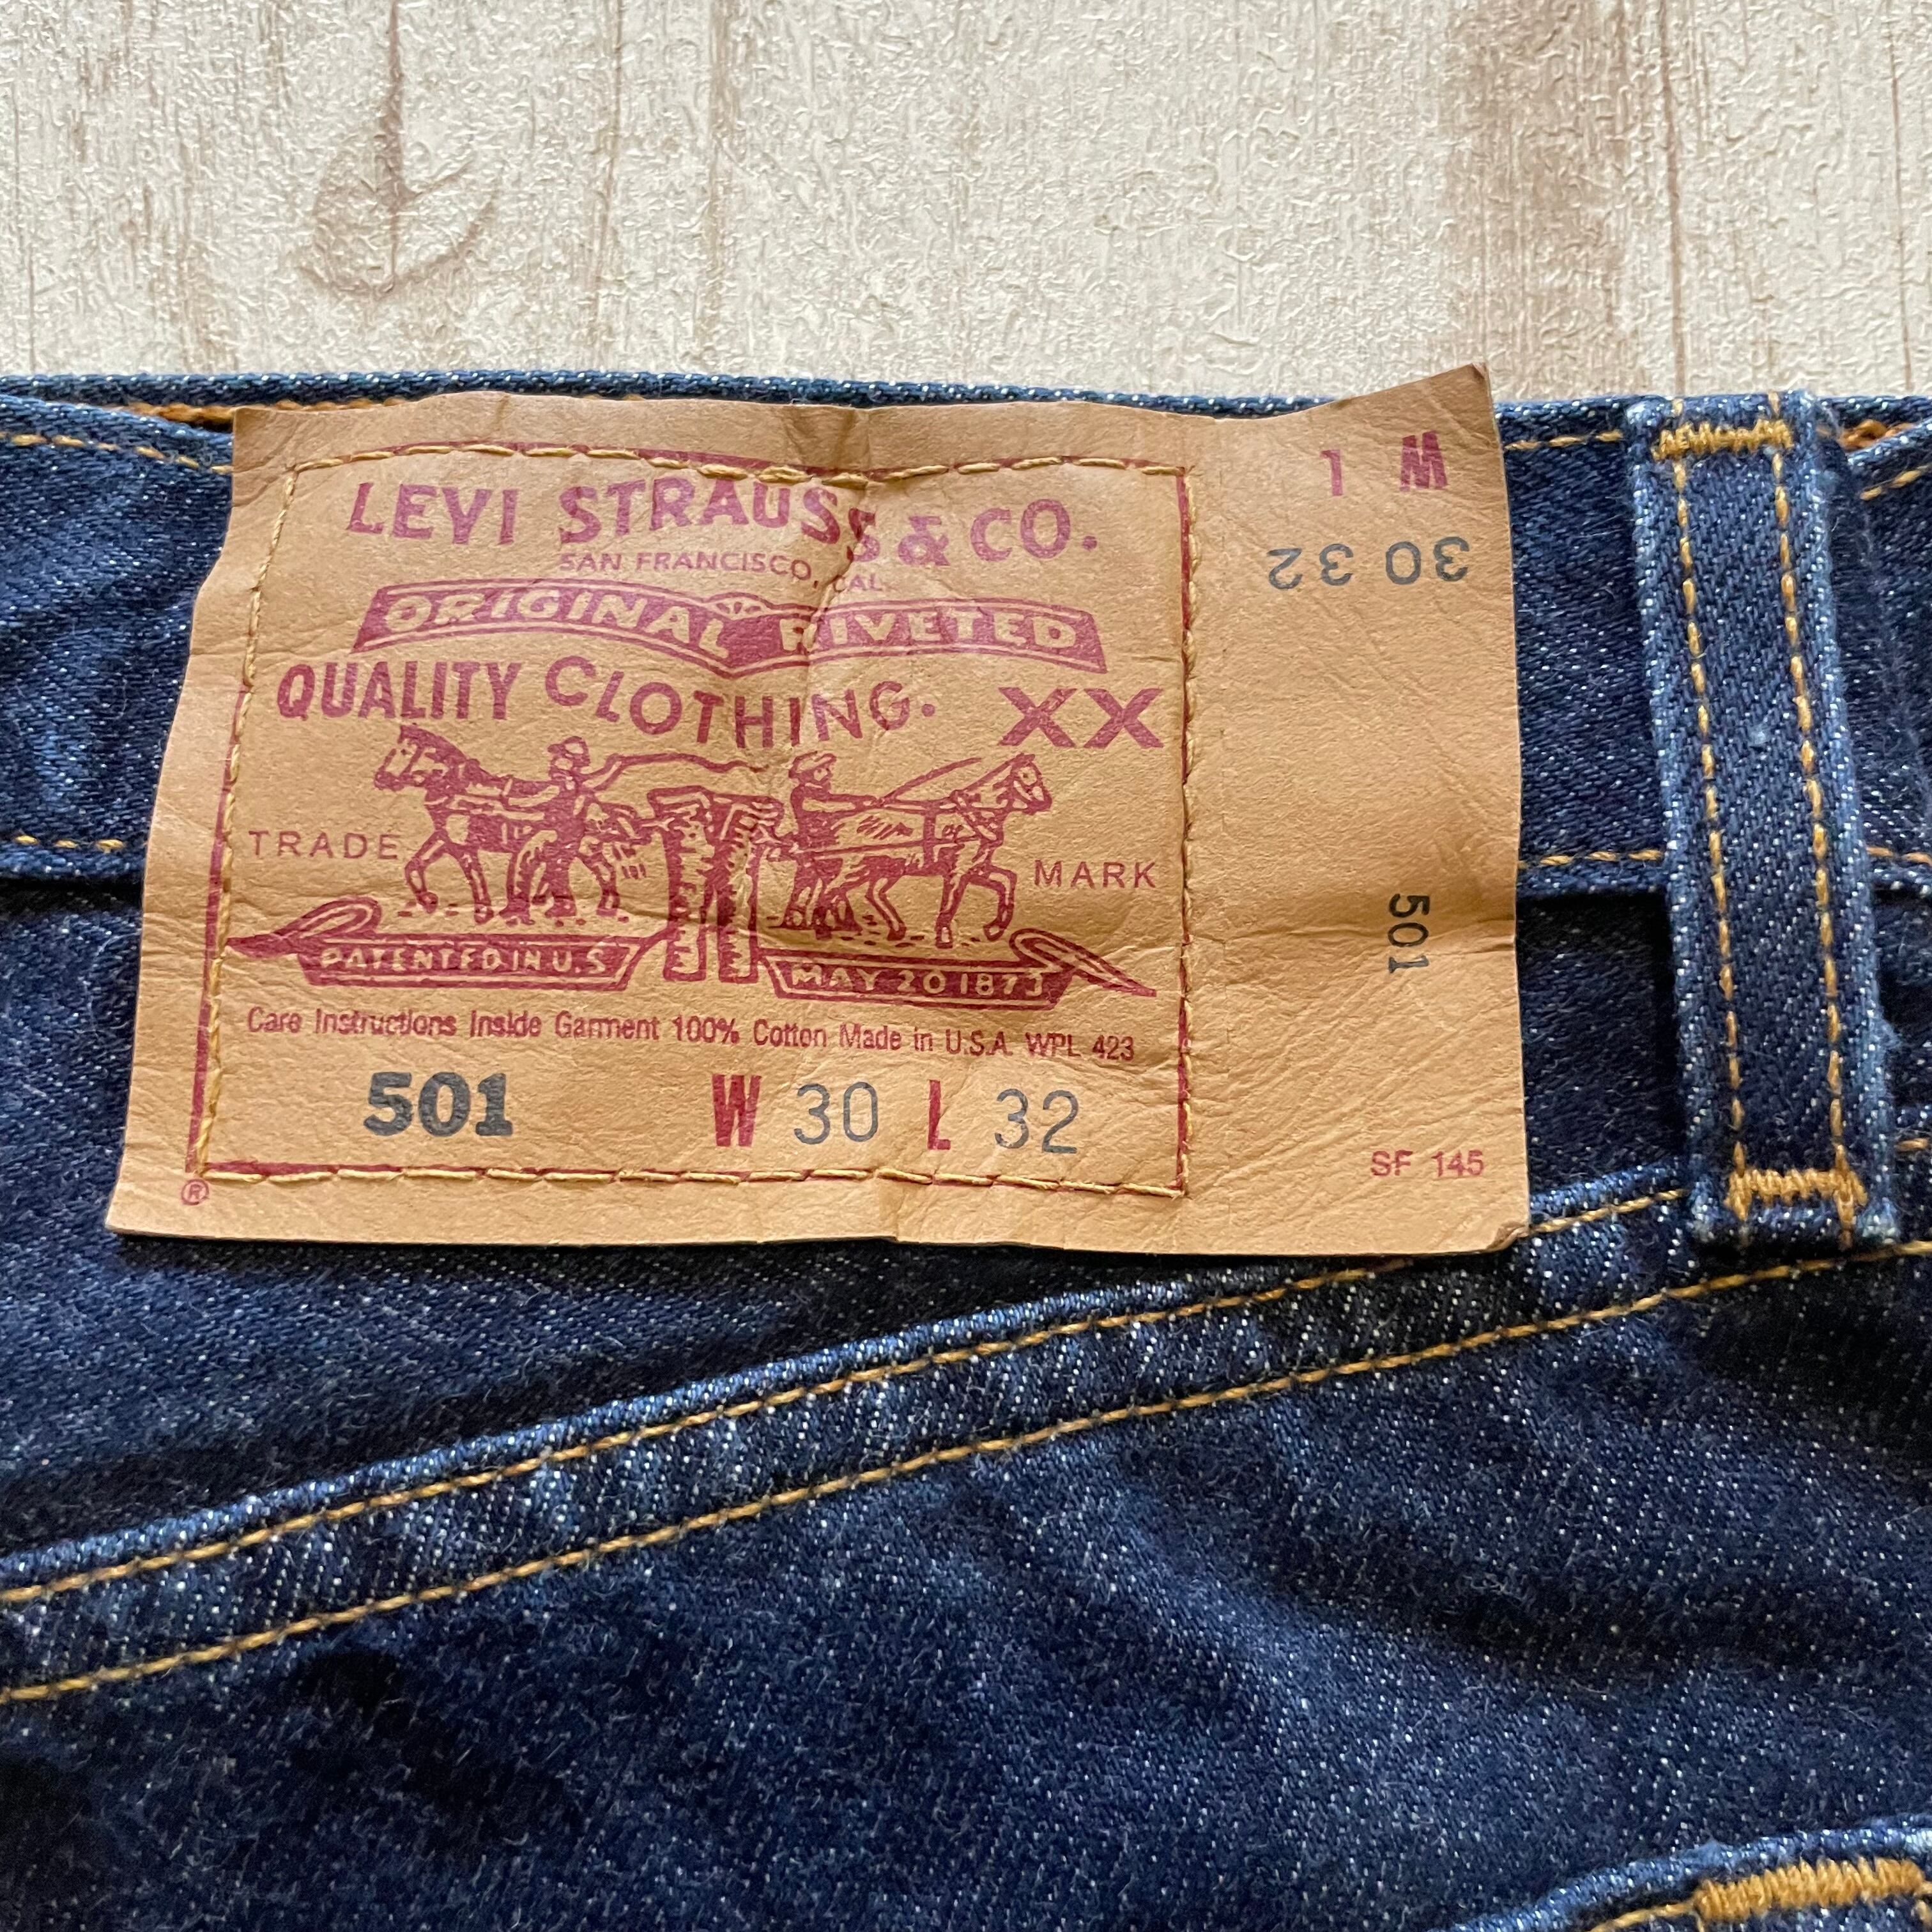 LEVI STRAUSS & CO.
SAN FRANCISCO, CAL.
ORIGINAL RIVETED
QUALITY CLOTHING. XX
TRADE MARK
PATENTED IN U.S
MAY 20 1873
Care Instructions Inside Garment 100% Cotton Made in U.S.A. WPL 423
501 W 30 L 32
®
W L
30 32
501
SF 145